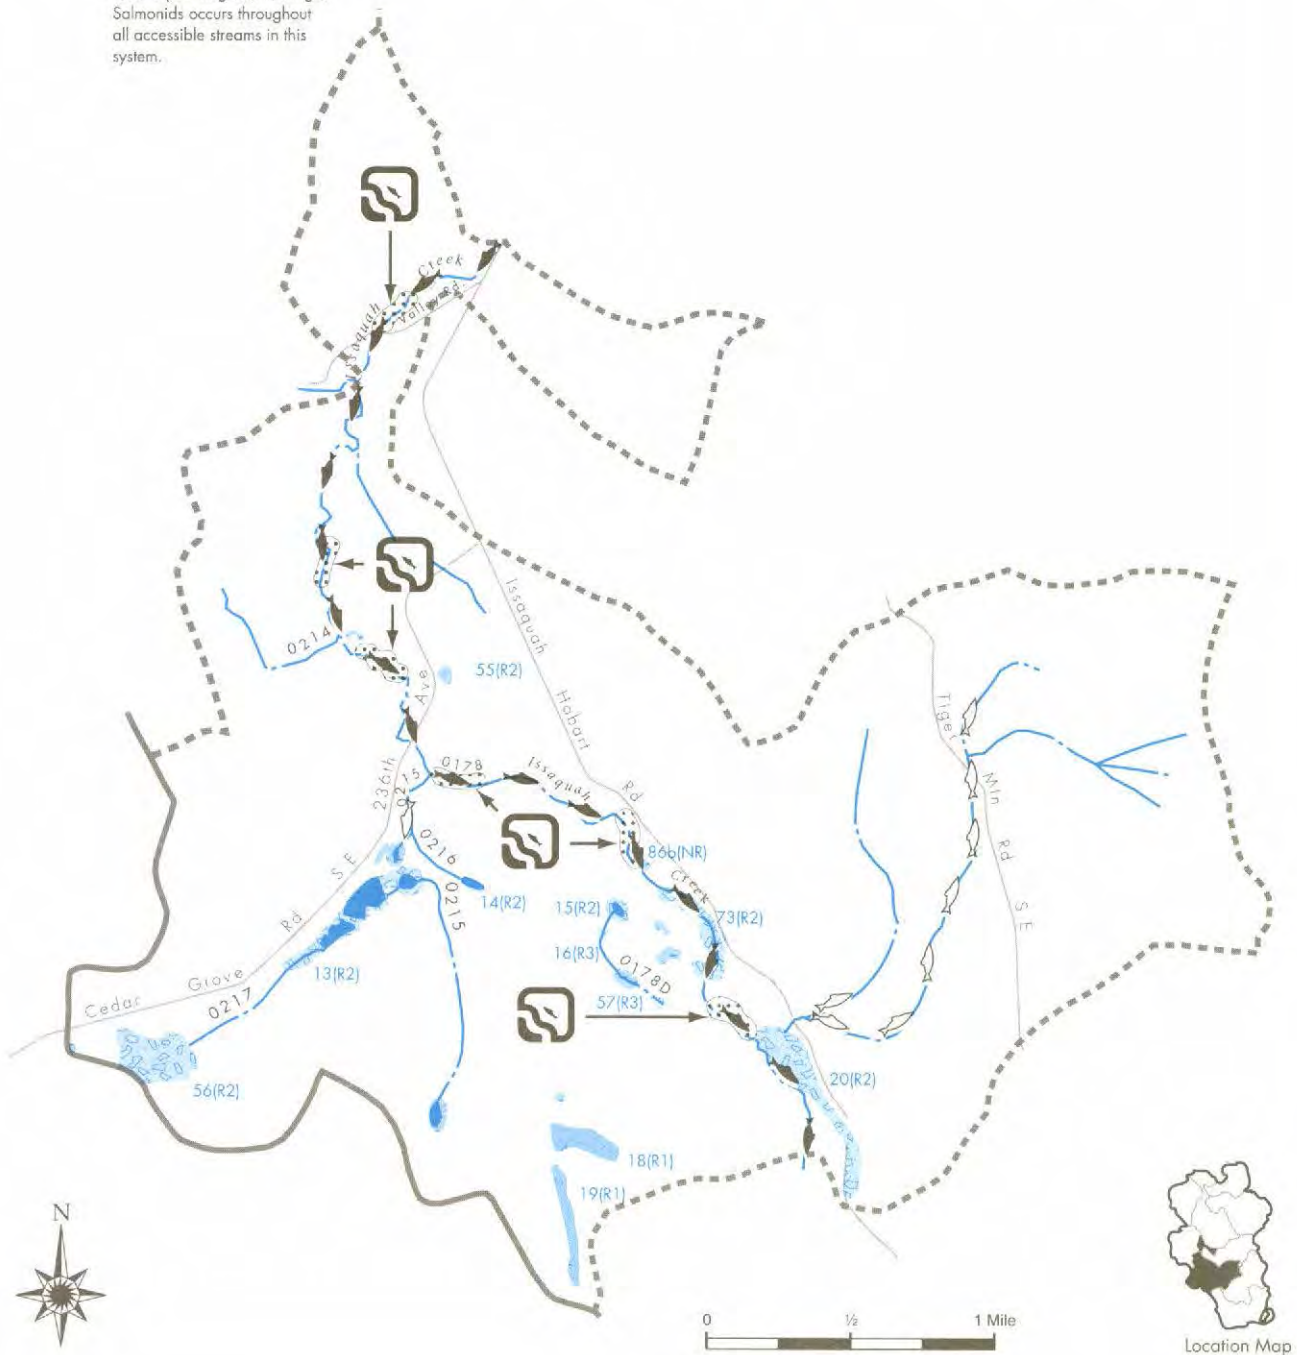 Salmonids occurs throughout
all accessible streams in this
system.
Issaquah Creek
Valley Rd.
Issaquah Hobart Rd
0214
55(R2)
236th Ave SE
0215
0178
Issaquah Creek
Tiger Mtn Rd SE
86b(NR)
0216
0215
14(R2)
15(R2)
73(R2)
16(R3)
0178D
57(R3)
13(R2)
Cedar Grove Rd
0217
56(R2)
20(R2)
18(R1)
19(R1)
N
0 ½ 1 Mile
Location Map